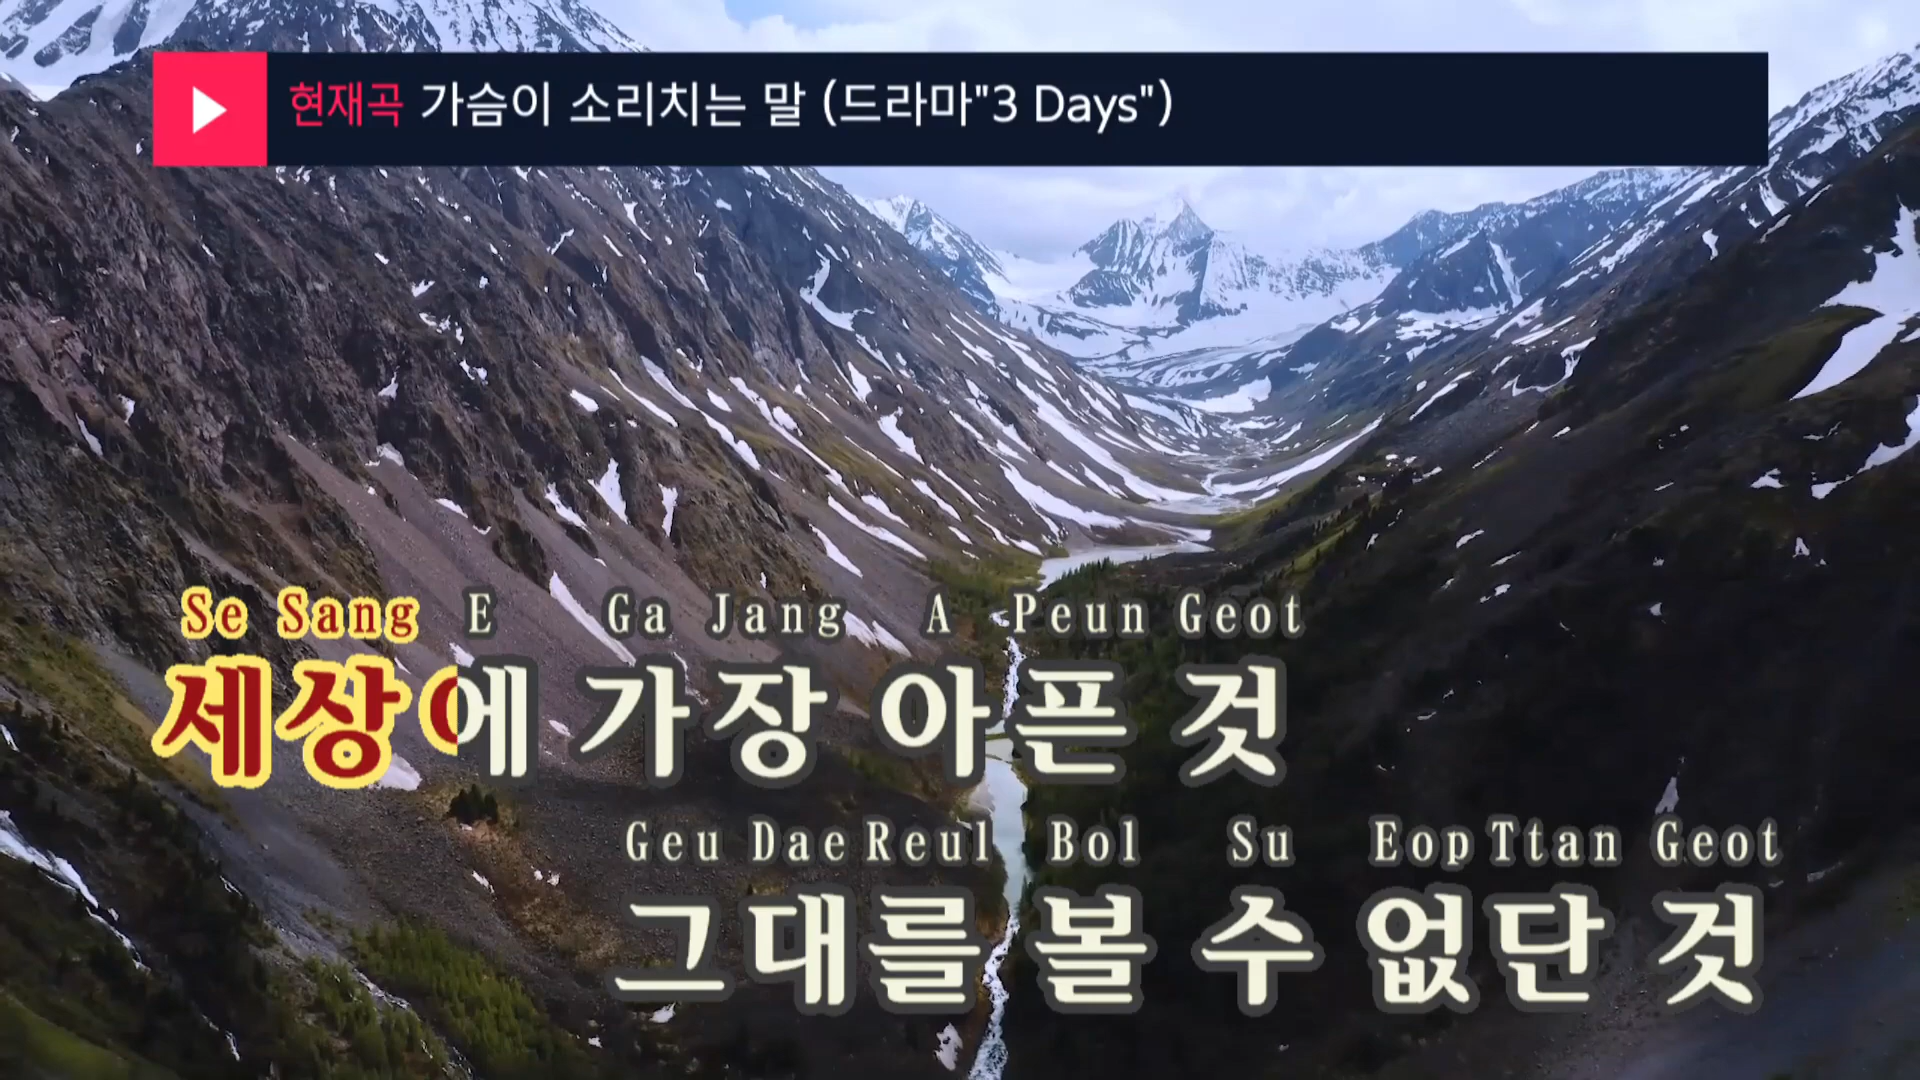 현재곡 가슴이 소리치는 말 (드라마"3 Days")
Se Sang E Ga Jang A Peun Geot
세상에 가장 아픈 것
Geu Dae Reul Bol Su Eop Ttan Geot
그대를 볼 수 없단 것